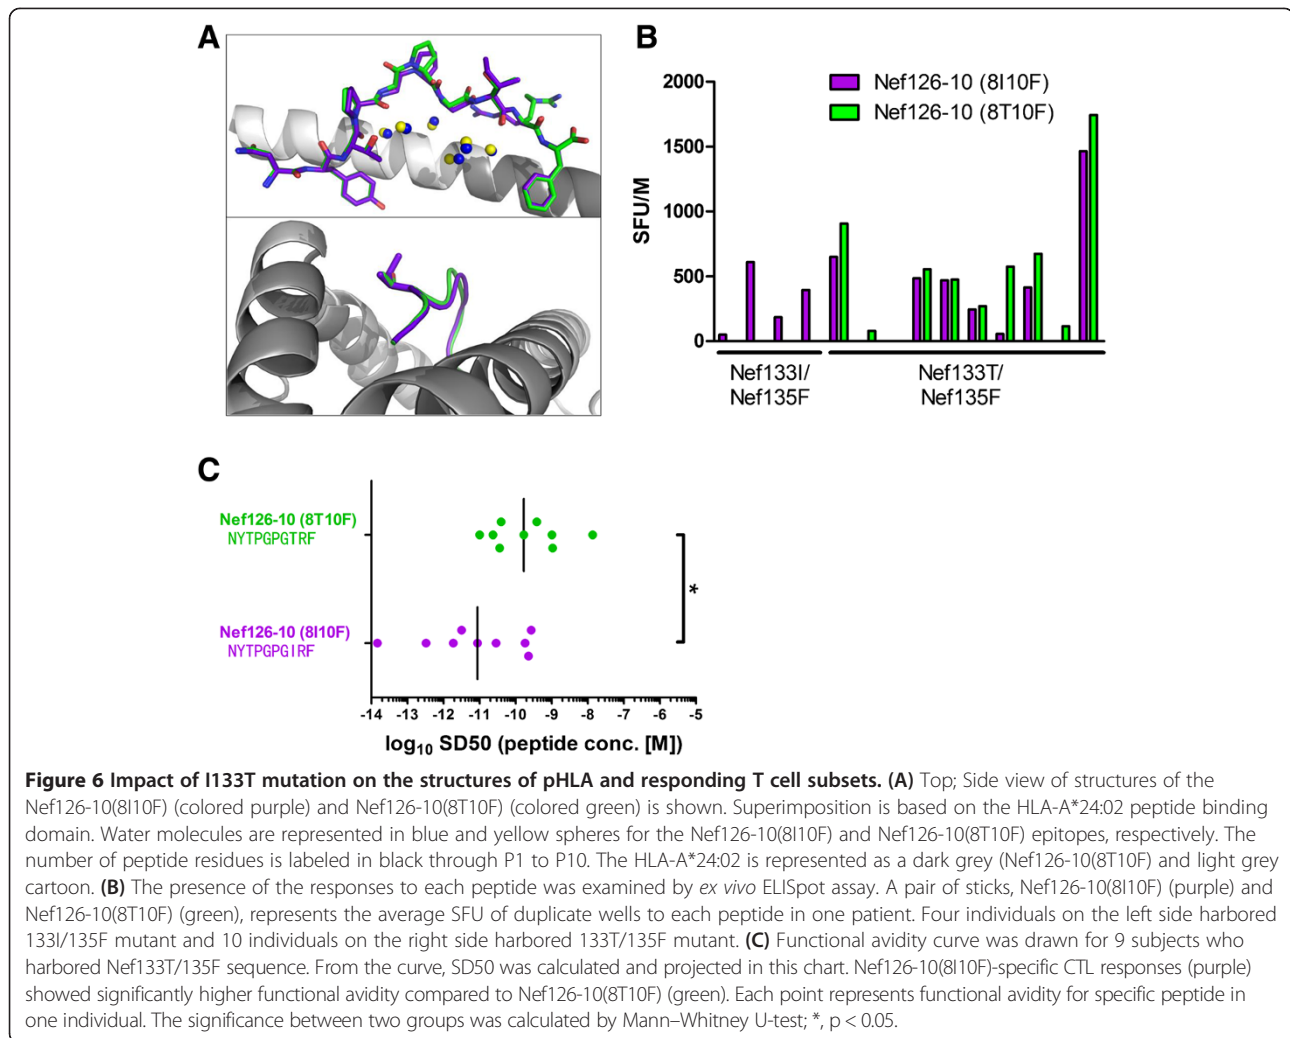 A
B
2000
1500
1000
500
0
SFU/M
Nef126-10 (8I10F)
Nef126-10 (8T10F)
Nef133I/
Nef135F
Nef133T/
Nef135F
C
Nef126-10 (8T10F)
NYTPGPGTRF
Nef126-10 (8I10F)
NYTPGPGIRF
*
-14 -13 -12 -11 -10 -9 -8 -7 -6 -5
log10 SD50 (peptide conc. [M])
Figure 6 Impact of I133T mutation on the structures of pHLA and responding T cell subsets. (A) Top; Side view of structures of the
Nef126-10(8I10F) (colored purple) and Nef126-10(8T10F) (colored green) is shown. Superimposition is based on the HLA-A*24:02 peptide binding
domain. Water molecules are represented in blue and yellow spheres for the Nef126-10(8I10F) and Nef126-10(8T10F) epitopes, respectively. The
number of peptide residues is labeled in black through P1 to P10. The HLA-A*24:02 is represented as a dark grey (Nef126-10(8T10F) and light grey
cartoon. (B) The presence of the responses to each peptide was examined by ex vivo ELISpot assay. A pair of sticks, Nef126-10(8I10F) (purple) and
Nef126-10(8T10F) (green), represents the average SFU of duplicate wells to each peptide in one patient. Four individuals on the left side harbored
133I/135F mutant and 10 individuals on the right side harbored 133T/135F mutant. (C) Functional avidity curve was drawn for 9 subjects who
harbored Nef133T/135F sequence. From the curve, SD50 was calculated and projected in this chart. Nef126-10(8I10F)-specific CTL responses (purple)
showed significantly higher functional avidity compared to Nef126-10(8T10F) (green). Each point represents functional avidity for specific peptide in
one individual. The significance between two groups was calculated by Mann–Whitney U-test; *, p < 0.05.